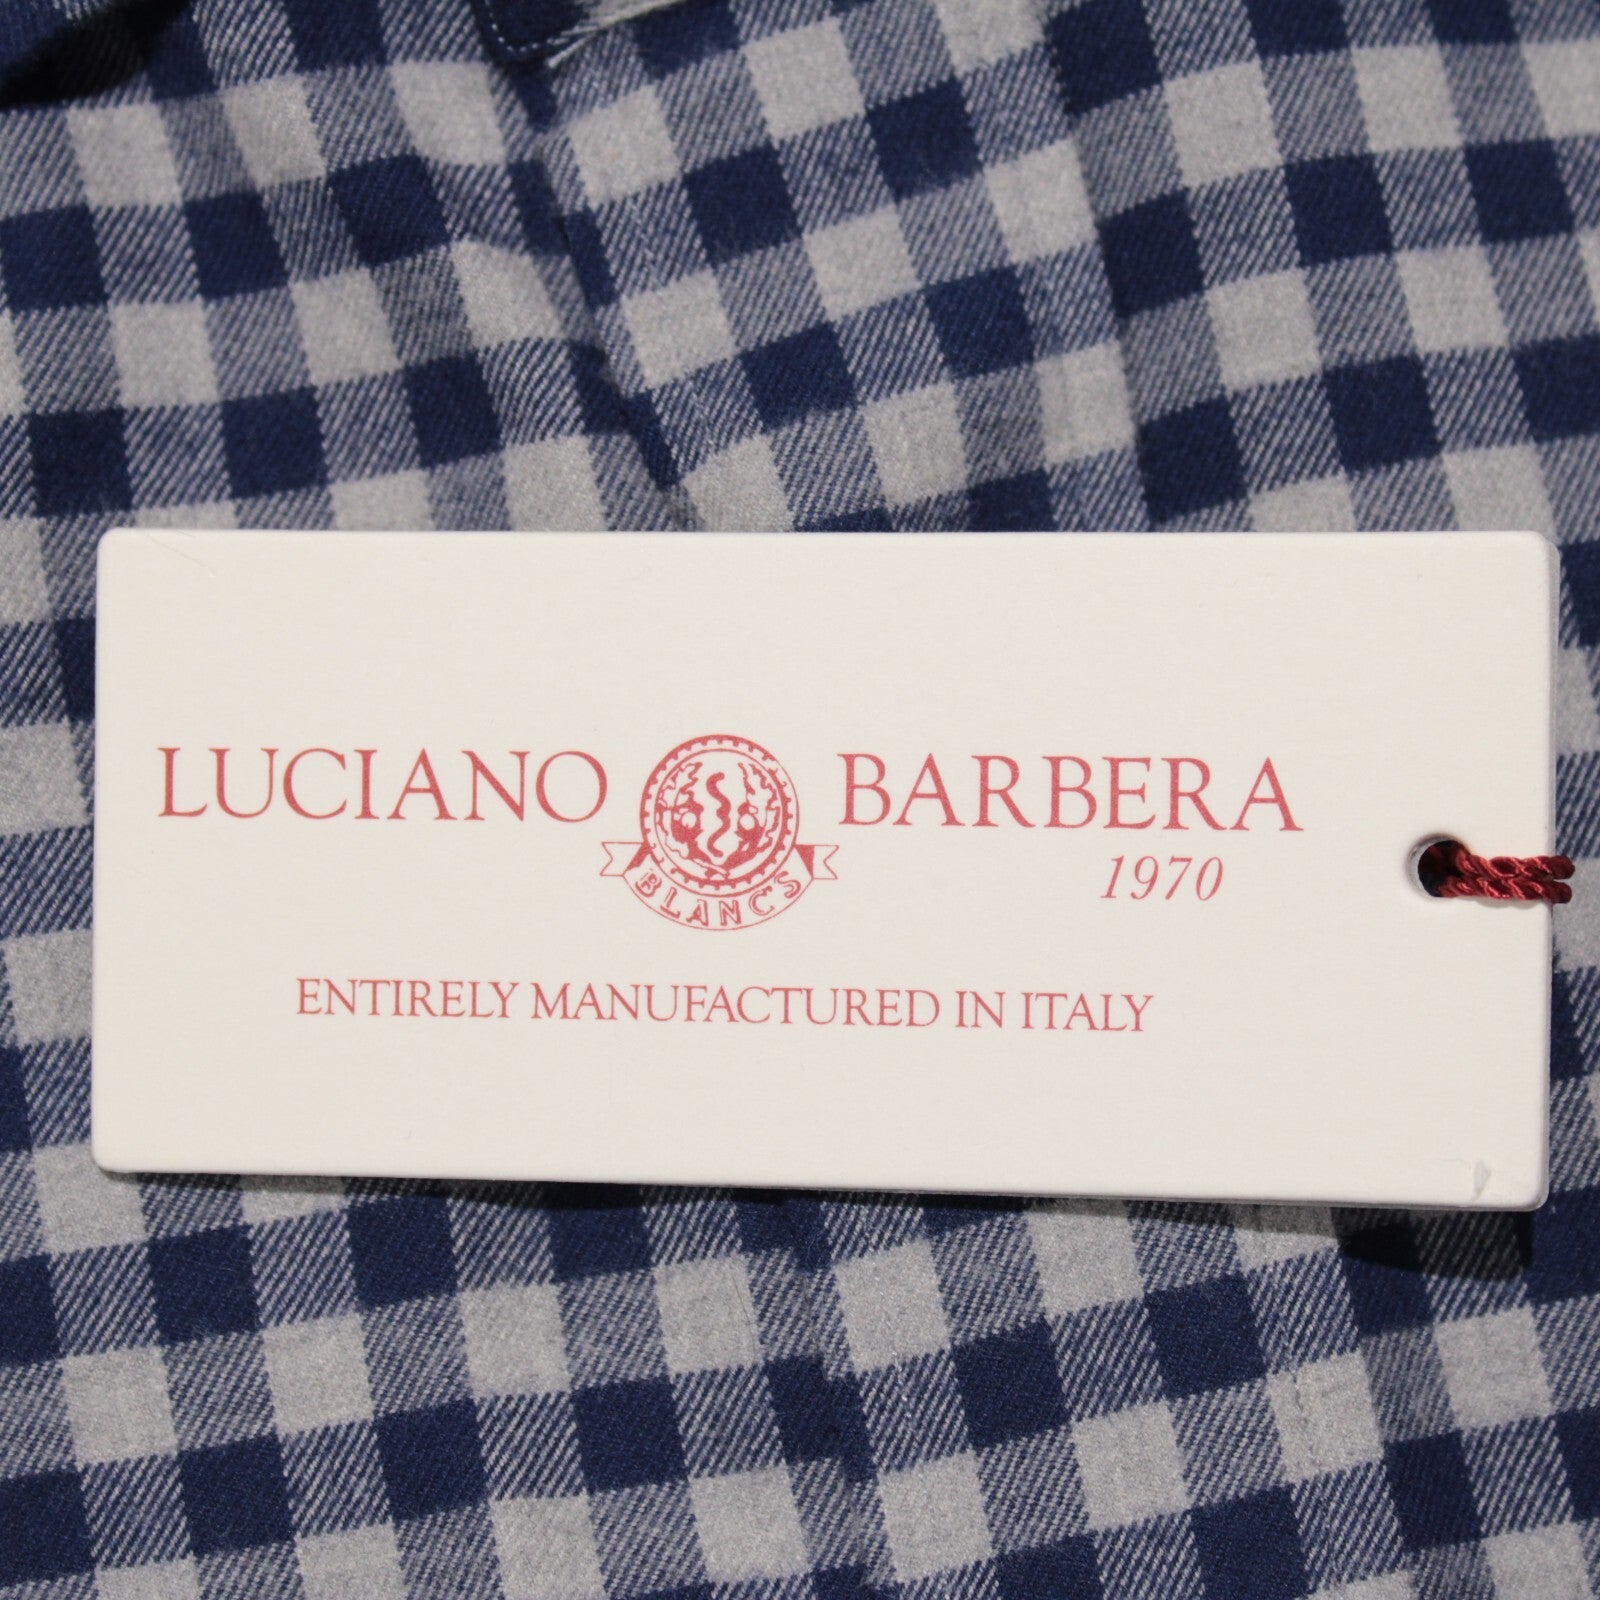 LUCIANO BARBERA
BLANCS
1970
ENTIRELY MANUFACTURED IN ITALY